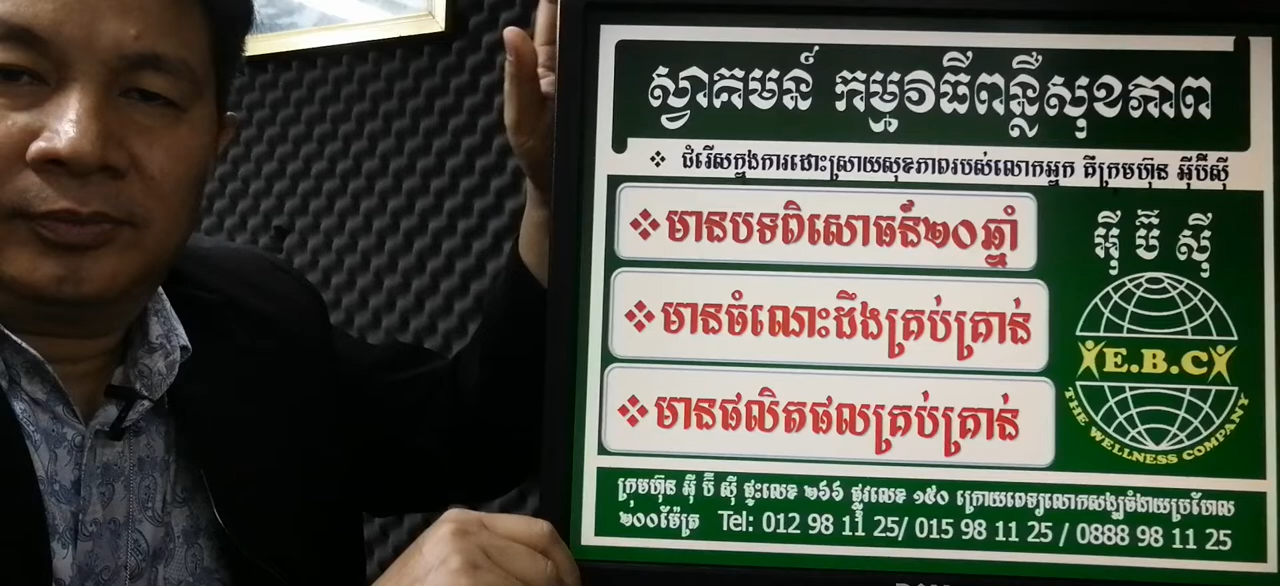 ស្វាគមន៍ កម្មវិធីពន្លឺសុខភាព
❖ ជំរើសក្នុងការដោះស្រាយសុខភាពរបស់លោកអ្នក គឺក្រុមហ៊ុន អ៊ីប៊ីស៊ី
❖មានបទពិសោធន៍២០ឆ្នាំ
❖មានចំណេះដឹងគ្រប់គ្រាន់
❖មានផលិតផលគ្រប់គ្រាន់
អ៊ី ប៊ី ស៊ី
E.B.C
THE WELLNESS COMPANY
ក្រុមហ៊ុន អ៊ី ប៊ី ស៊ី ផ្ទះលេខ ២៦៦ ផ្លូវលេខ ១៥០ ក្រោយពេទ្យលោកសង្ឃចំងាយប្រហែល
២០០ម៉ែត្រ Tel: 012 98 11 25/ 015 98 11 25 / 0888 98 11 25